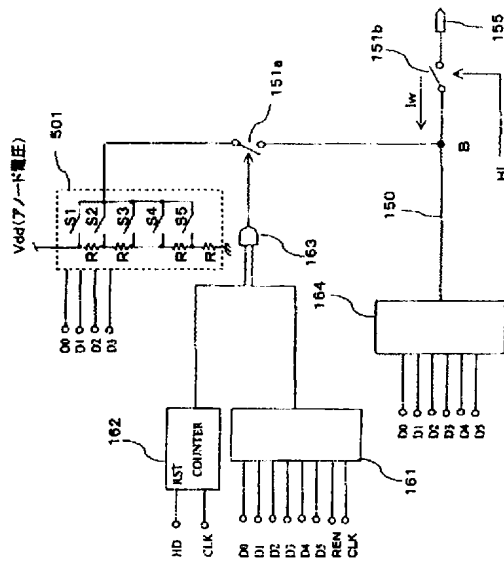 Vdd(アノード電圧)
501
S1
S2
S3
S4
S5
R
R
R
R
R
D0
D1
D2
D3
151a
163
162
RST
COUNTER
HD
CLK
D0
D1
D2
D3
D4
D5
REN
CLK
161
155
151b
Iw
B
HI
150
164
D0
D1
D2
D3
D4
D5